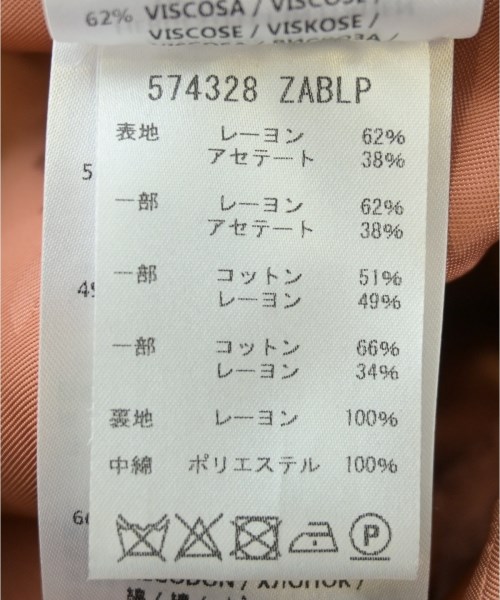 62% VISCOSA / VISCOSE /
VISCOSE / VISKOSE /
574328 ZABLP
表地 レーヨン 62%
アセテート 38%
一部 レーヨン 62%
アセテート 38%
一部 コットン 51%
レーヨン 49%
一部 コットン 66%
レーヨン 34%
裏地 レーヨン 100%
中綿 ポリエステル 100%
P